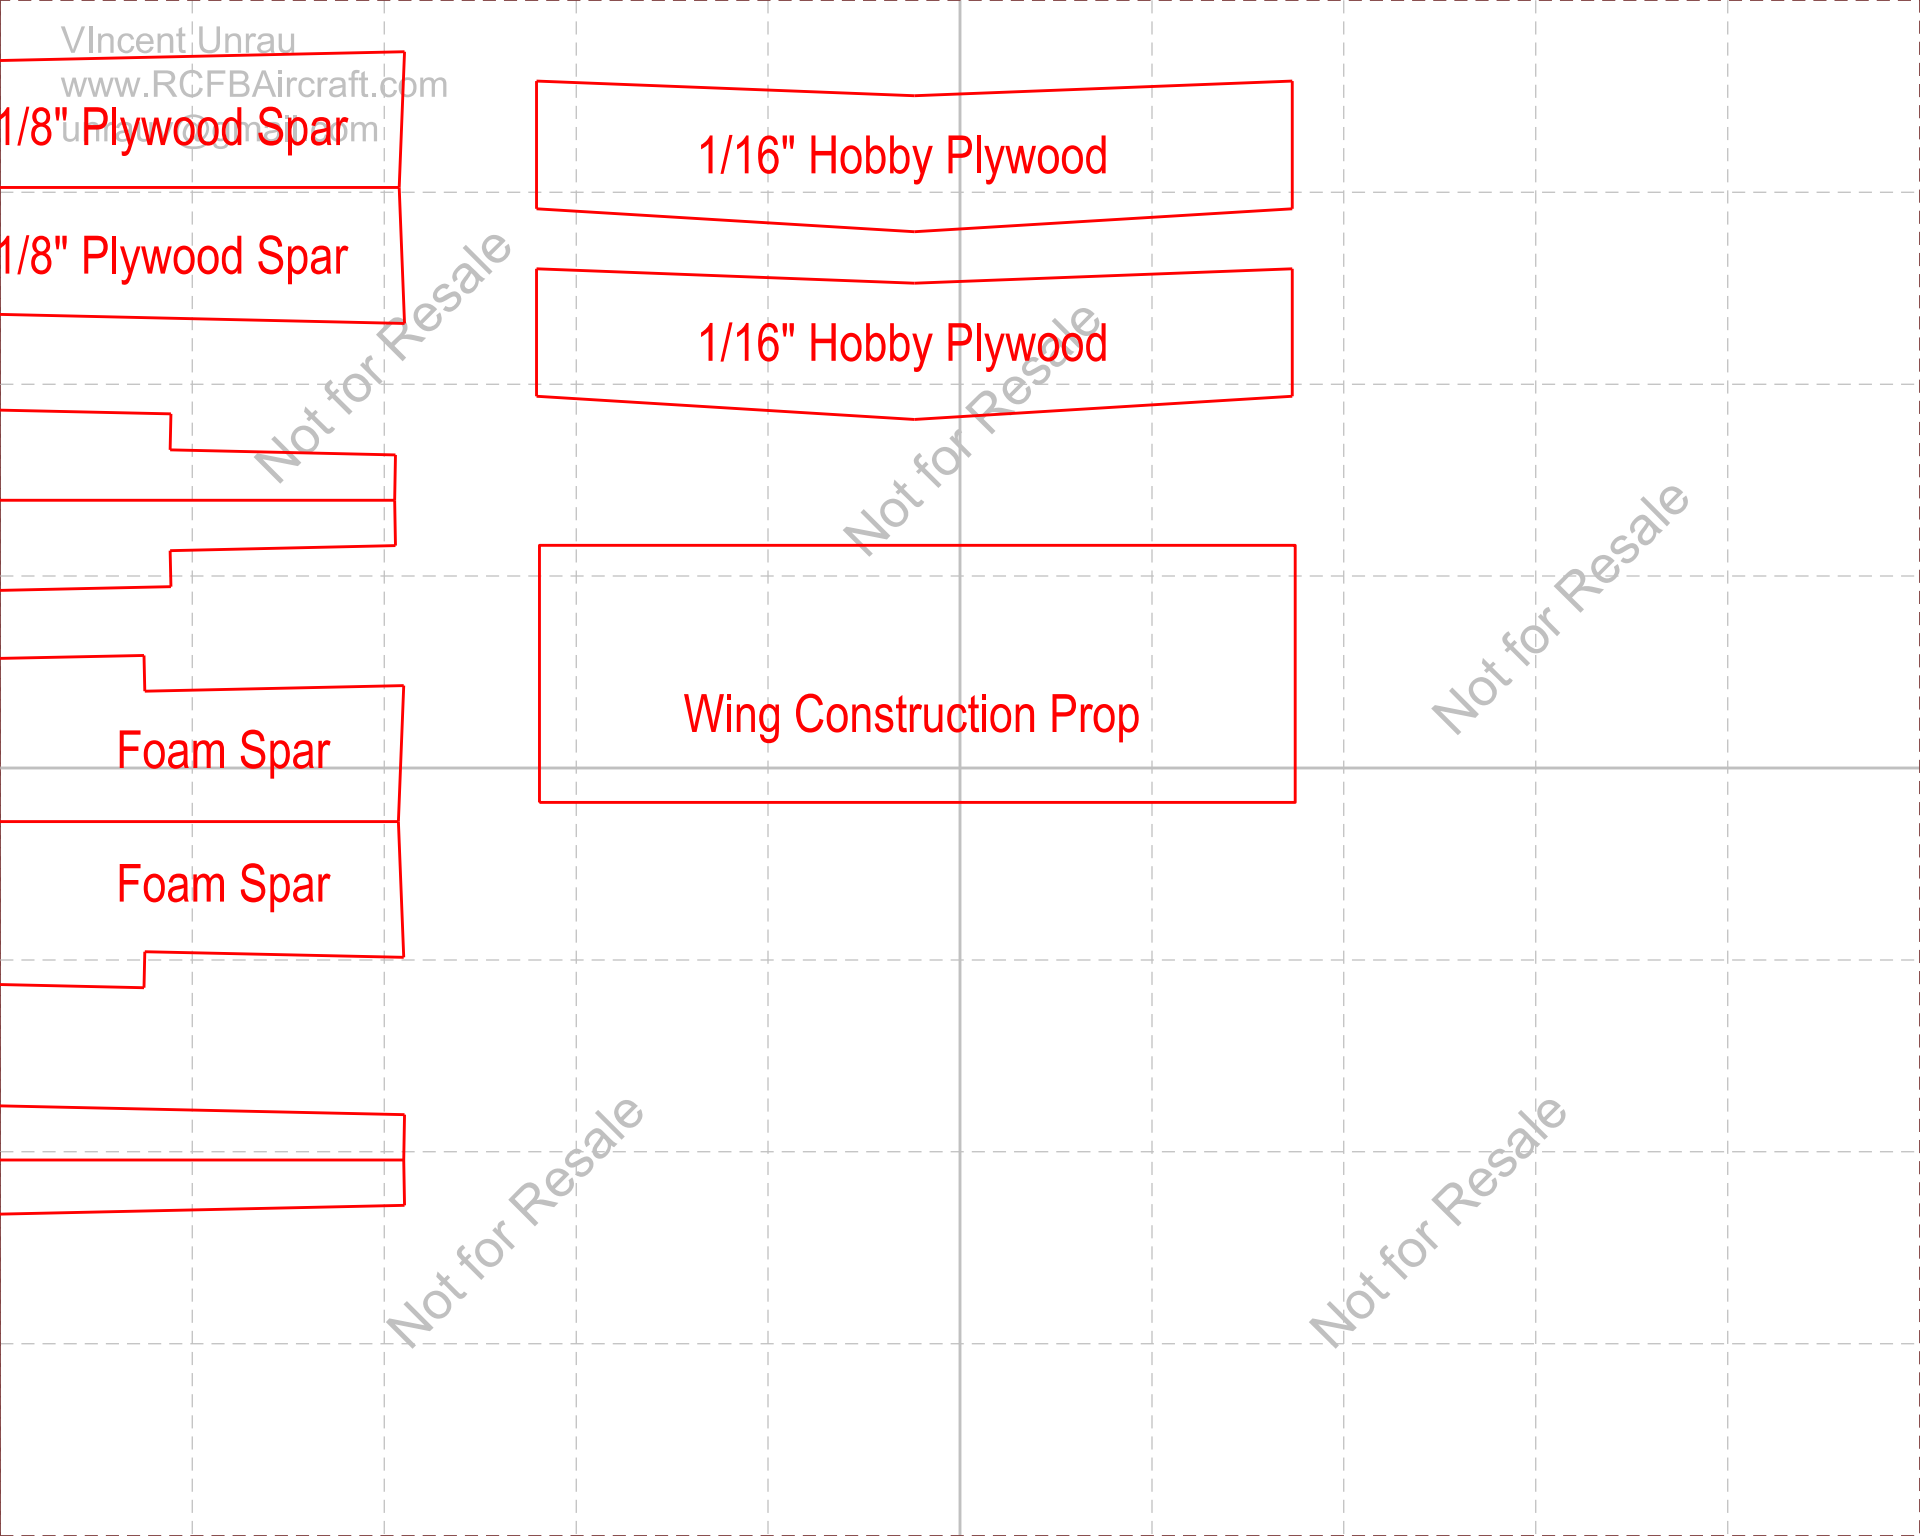 VIncent Unrau
www.RCFBAircraft.com
1/8" Plywood Spar
1/16" Hobby Plywood
1/8" Plywood Spar
Not for Resale
1/16" Hobby Plywood
Not for Resale
Not for Resale
Wing Construction Prop
Foam Spar
Foam Spar
Not for Resale
Not for Resale